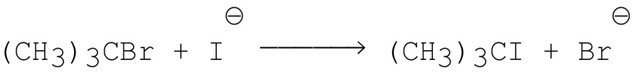 (CH3)3CBr + I⊖ ⟶ (CH3)3CI + Br⊖